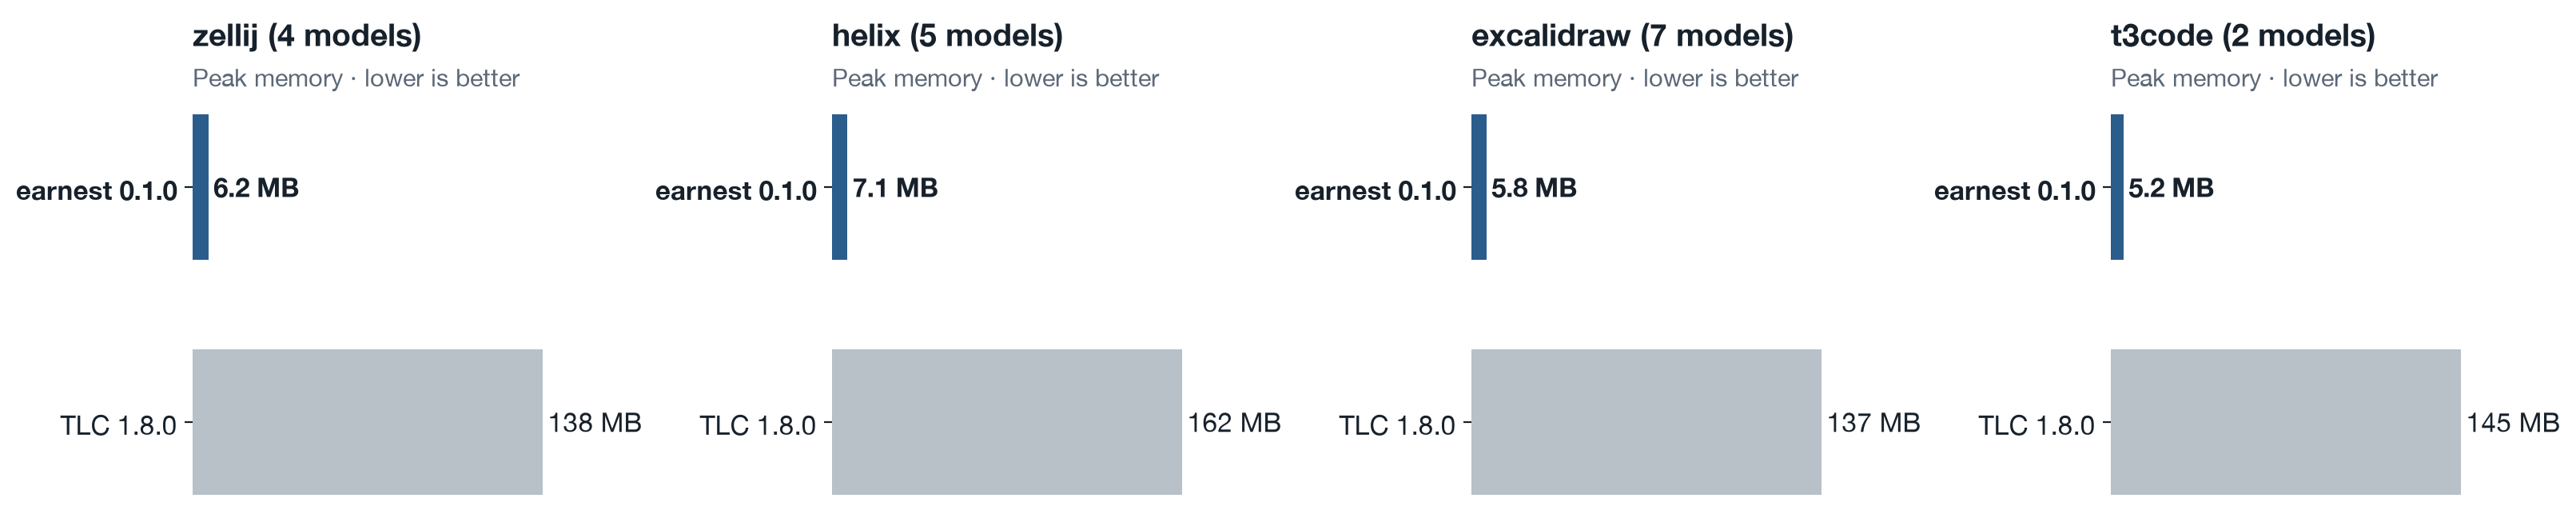 zellij (4 models)
Peak memory · lower is better
earnest 0.1.0
6.2 MB
TLC 1.8.0
138 MB
helix (5 models)
Peak memory · lower is better
earnest 0.1.0
7.1 MB
TLC 1.8.0
162 MB
excalidraw (7 models)
Peak memory · lower is better
earnest 0.1.0
5.8 MB
TLC 1.8.0
137 MB
t3code (2 models)
Peak memory · lower is better
earnest 0.1.0
5.2 MB
TLC 1.8.0
145 MB